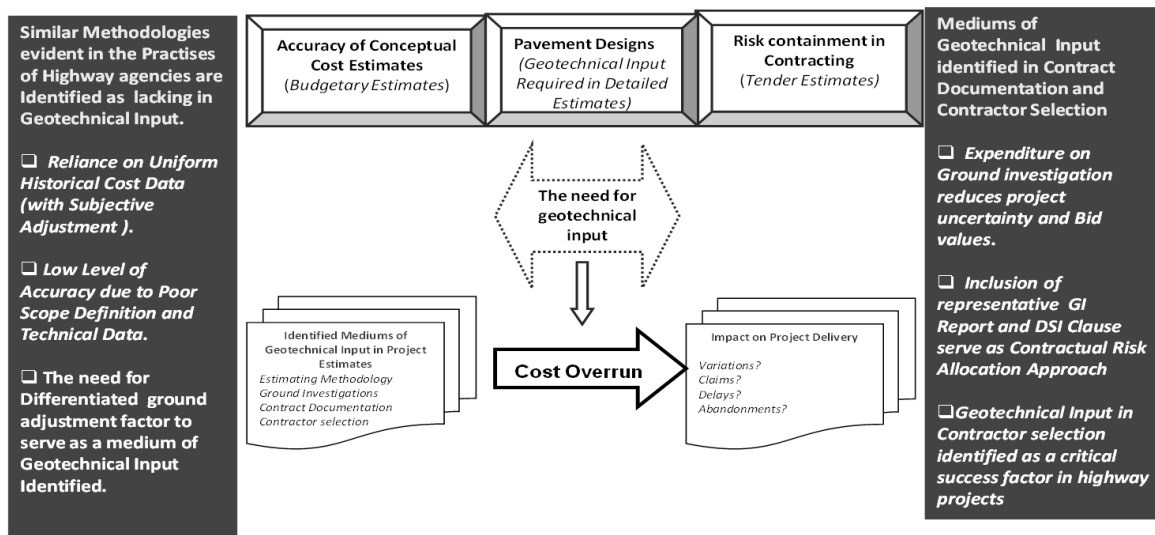 Similar Methodologies
evident in the Practises
of Highway agencies are
Identified as lacking in
Geotechnical Input.
❑ Reliance on Uniform
Historical Cost Data
(with Subjective
Adjustment ).
❑ Low Level of
Accuracy due to Poor
Scope Definition and
Technical Data.
❑ The need for
Differentiated ground
adjustment factor to
serve as a medium of
Geotechnical Input
Identified.
Accuracy of Conceptual
Cost Estimates
(Budgetary Estimates)
Pavement Designs
(Geotechnical Input
Required in Detailed
Estimates)
Risk containment in
Contracting
(Tender Estimates)
The need for
geotechnical
input
Identified Mediums of
Geotechnical Input in Project
Estimates
Estimating Methodology
Ground Investigations
Contract Documentation
Contractor selection
Cost Overrun
Impact on Project Delivery
Variations?
Claims?
Delays?
Abandonments?
Mediums of
Geotechnical Input
identified in Contract
Documentation and
Contractor Selection
❑ Expenditure on
Ground investigation
reduces project
uncertainty and Bid
values.
❑ Inclusion of
representative GI
Report and DSI Clause
serve as Contractual Risk
Allocation Approach
❑Geotechnical Input in
Contractor selection
identified as a critical
success factor in highway
projects